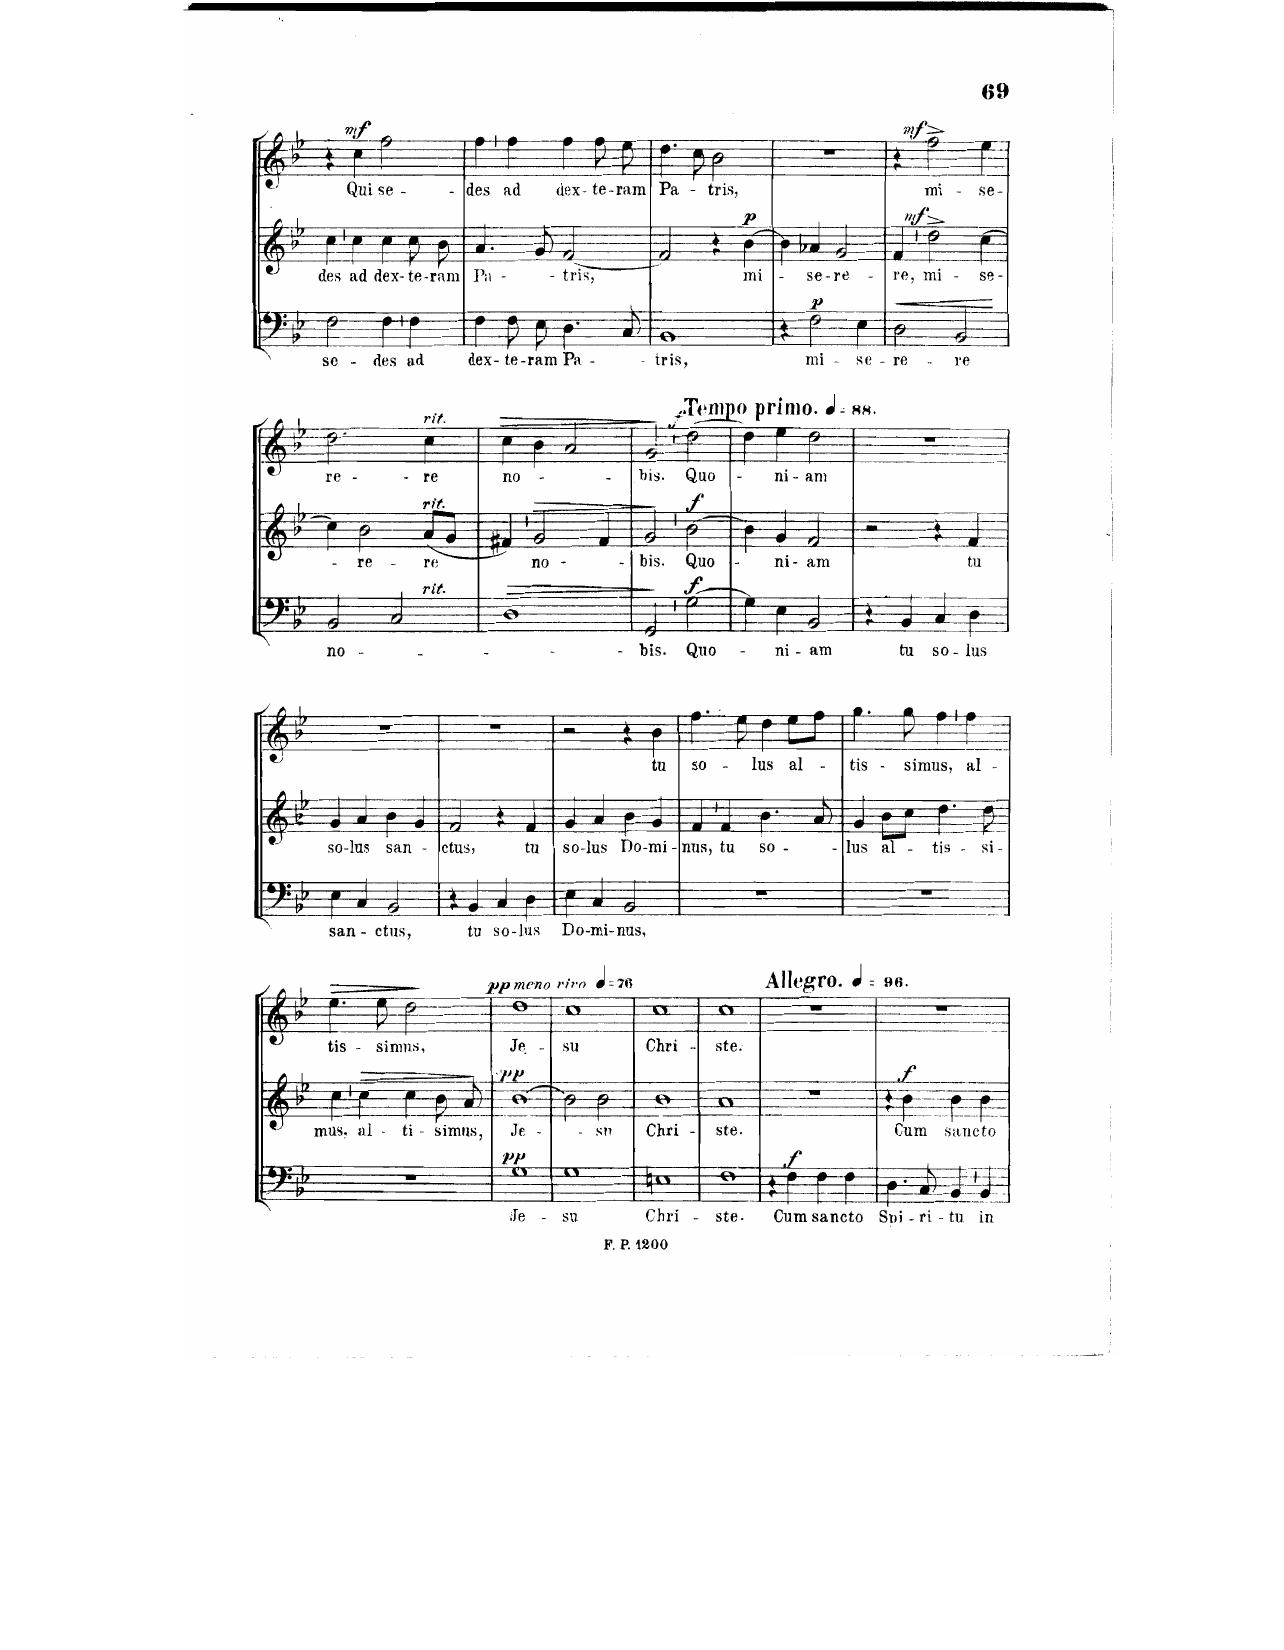 69
mf mf
Qui se - - des ad dex - te - ram Pa - tris, mi - se -
p mf
des ad dex - te - ram Pa - - tris, mi - se - re - re, mi - se -
p
se - des ad dex - te - ram Pa - - tris, mi - se - re - re
Tempo primo. ♩ = 88.
rit.
re - - re no - - bis. Quo - ni - am
rit. f
- re - re no - - bis. Quo - ni - am tu
rit. f
no - - - - bis. Quo - ni - am tu so - lus
tu so - lus al - tis - simus, al -
so - lus san - ctus, tu so - lus Do - mi - nus, tu so - - lus al - tis - si -
san - ctus, tu so - lus Do - mi - nus,
pp meno vivo ♩ = 76 Allegro. ♩ = 96.
tis - simus, Je - su Chri - ste.
pp f
mus, al - ti - simus, Je - - su Chri - ste. Cum sancto
pp f
Je - su Chri - ste. Cum sancto Spi - ri - tu in
F. P. 1200